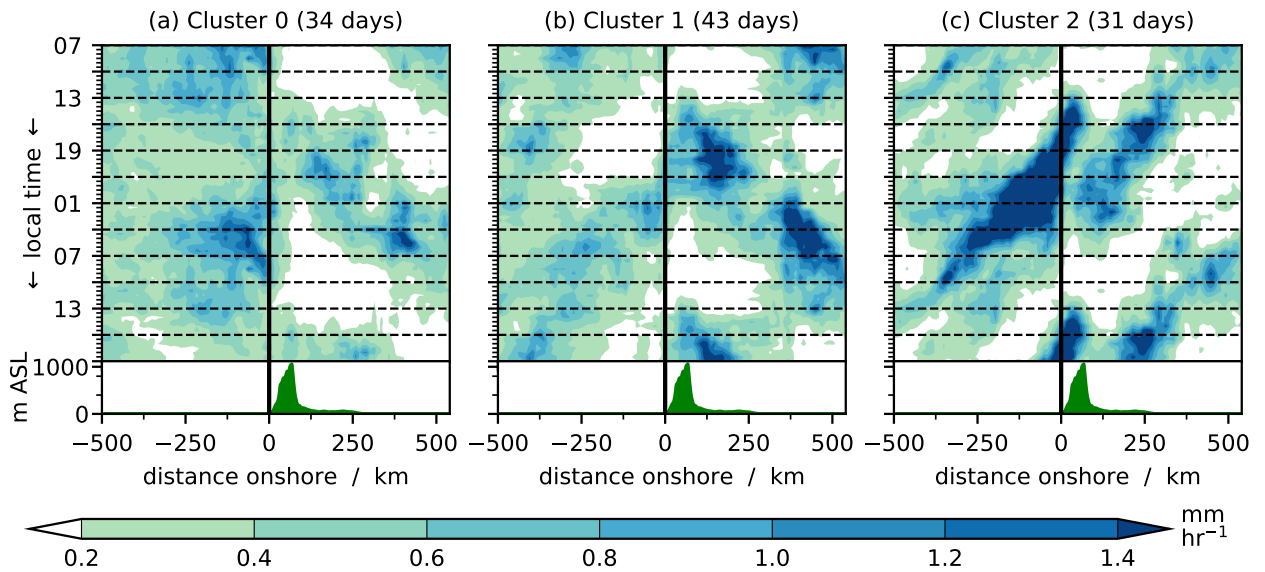 (a) Cluster 0 (34 days)
(b) Cluster 1 (43 days)
(c) Cluster 2 (31 days)
07
13
19
01
07
13
← local time ←
1000
0
m ASL
−500 −250 0 250 500
−500 −250 0 250 500
−500 −250 0 250 500
distance onshore / km
distance onshore / km
distance onshore / km
0.2 0.4 0.6 0.8 1.0 1.2 1.4
mm
hr−1